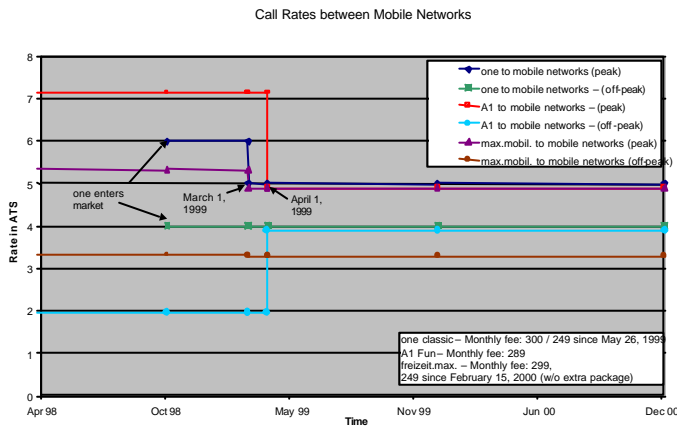 Call Rates between Mobile Networks
8
7
6
5
4
3
2
1
0
Rate in ATS
one to mobile networks (peak)
one to mobile networks – (off-peak)
A1 to mobile networks – (peak)
A1 to mobile networks – (off-peak)
max.mobil. to mobile networks (peak)
max.mobil. to mobile networks (off-peak)
one enters
market
March 1,
1999
April 1,
1999
one classic – Monthly fee: 300 / 249 since May 26, 1999
A1 Fun – Monthly fee: 289
freizeit.max. – Monthly fee: 299,
249 since February 15, 2000 (w/o extra package)
Apr 98
Oct 98
May 99
Nov 99
Jun 00
Dec 00
Time